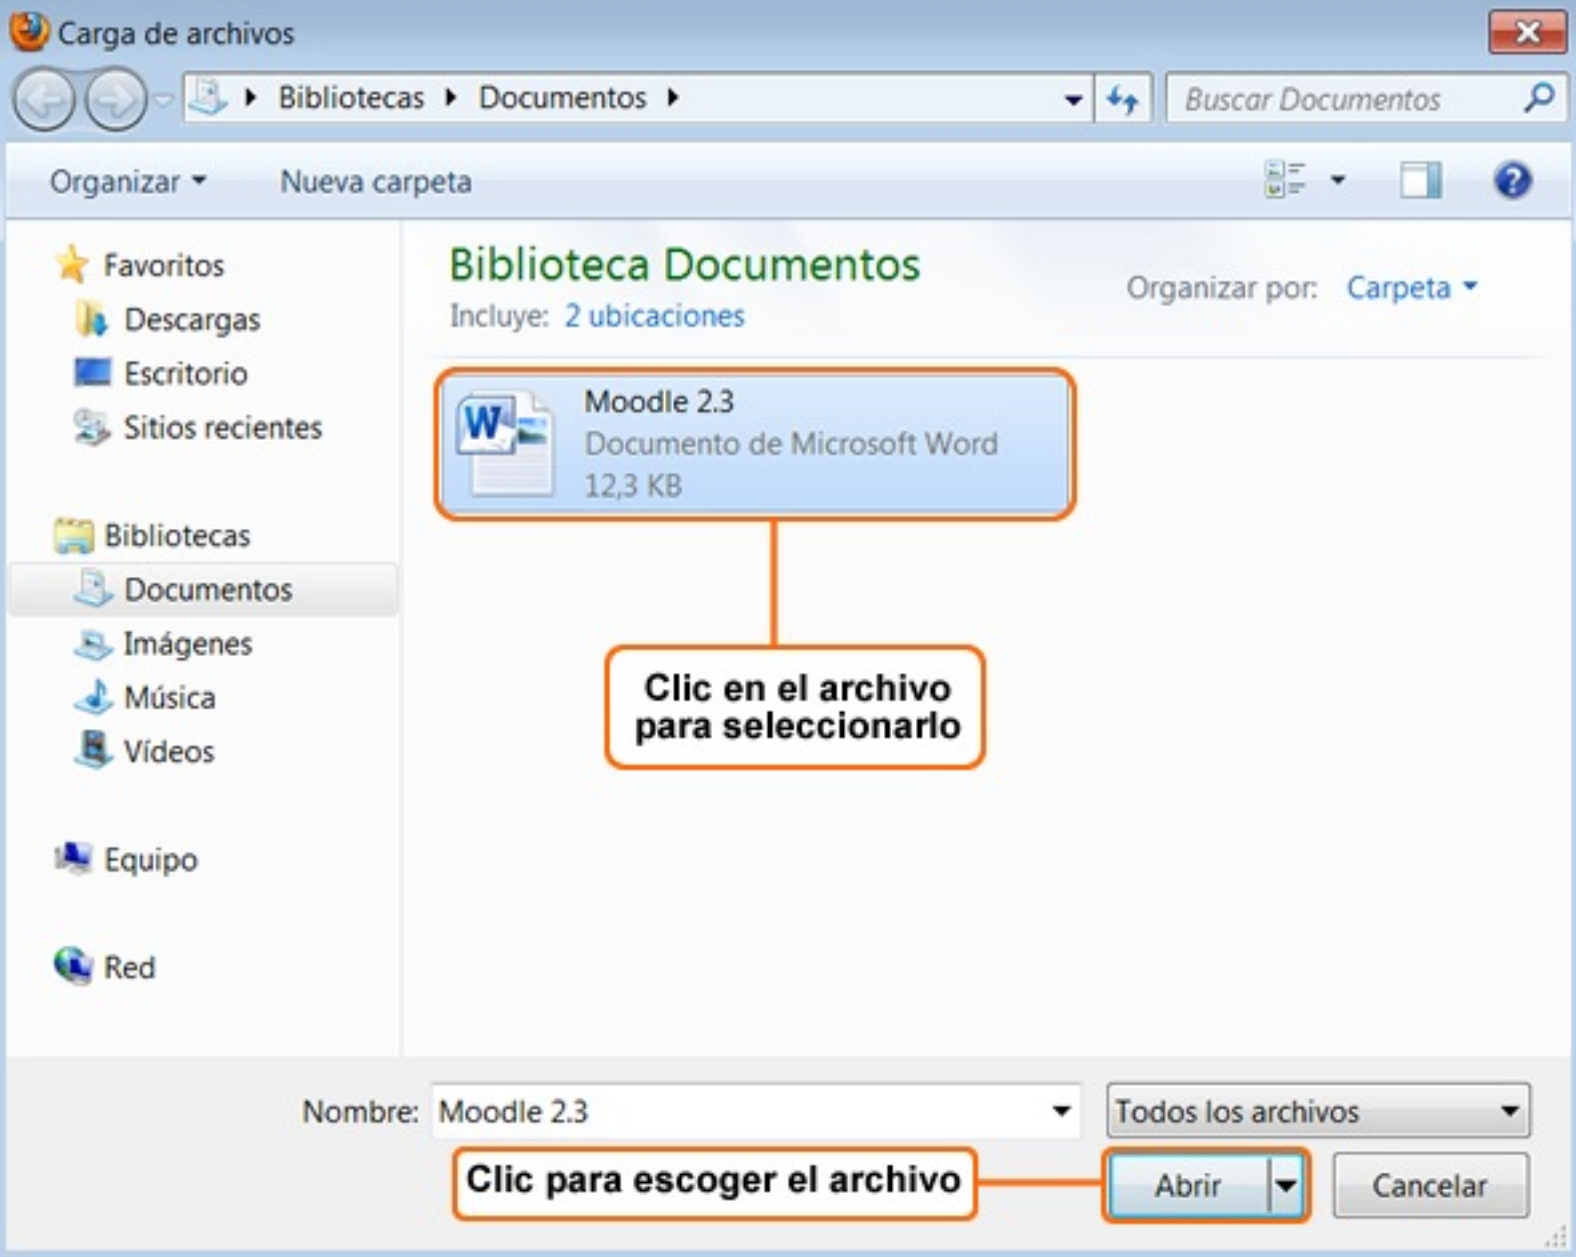 Carga de archivos
Bibliotecas Documentos
Buscar Documentos
Organizar Nueva carpeta
Favoritos
Descargas
Escritorio
Sitios recientes
Bibliotecas
Documentos
Imágenes
Música
Vídeos
Equipo
Red
Biblioteca Documentos
Incluye: 2 ubicaciones
Organizar por: Carpeta
Moodle 2.3
Documento de Microsoft Word
12,3 KB
Clic en el archivo
para seleccionarlo
Nombre: Moodle 2.3
Todos los archivos
Clic para escoger el archivo
Abrir
Cancelar